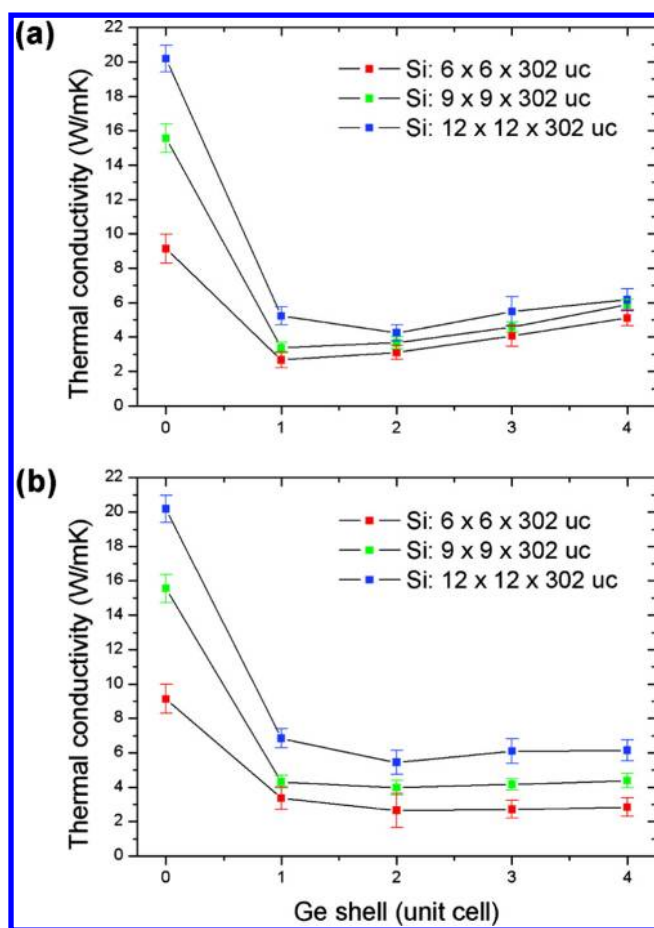 (a)
22
20
18
16
14
12
10
8
6
4
2
0
Thermal conductivity (W/mK)
Si: 6 x 6 x 302 uc
Si: 9 x 9 x 302 uc
Si: 12 x 12 x 302 uc
0 1 2 3 4
(b)
22
20
18
16
14
12
10
8
6
4
2
0
Thermal conductivity (W/mK)
Si: 6 x 6 x 302 uc
Si: 9 x 9 x 302 uc
Si: 12 x 12 x 302 uc
0 1 2 3 4
Ge shell (unit cell)